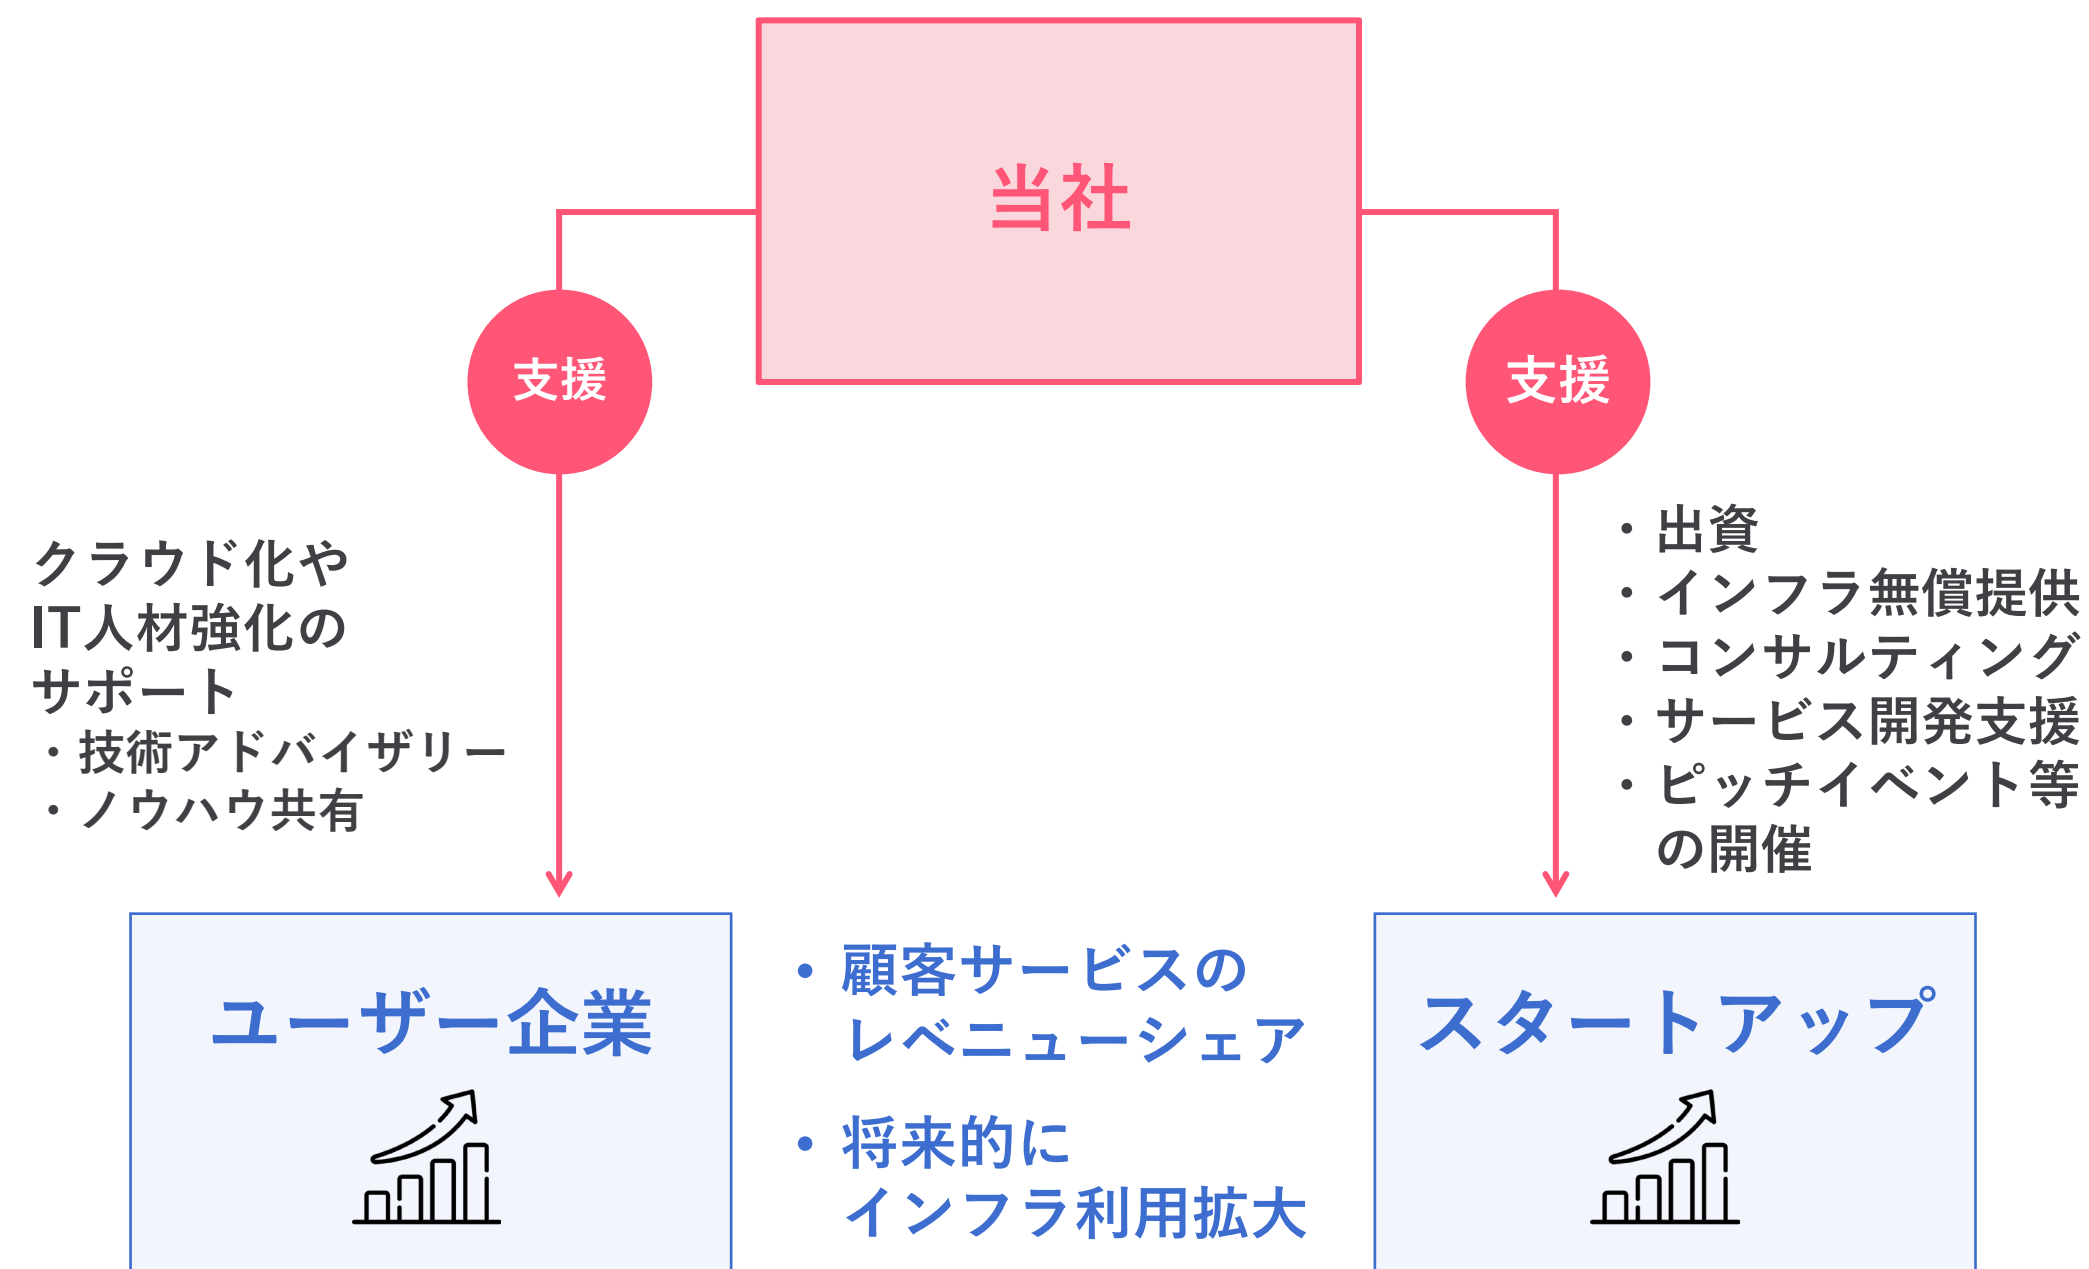 当社
支援
支援
クラウド化や
IT人材強化の
サポート
・技術アドバイザリー
・ノウハウ共有
・出資
・インフラ無償提供
・コンサルティング
・サービス開発支援
・ピッチイベント等
の開催
ユーザー企業
・顧客サービスの
レベニューシェア
・将来的に
インフラ利用拡大
スタートアップ